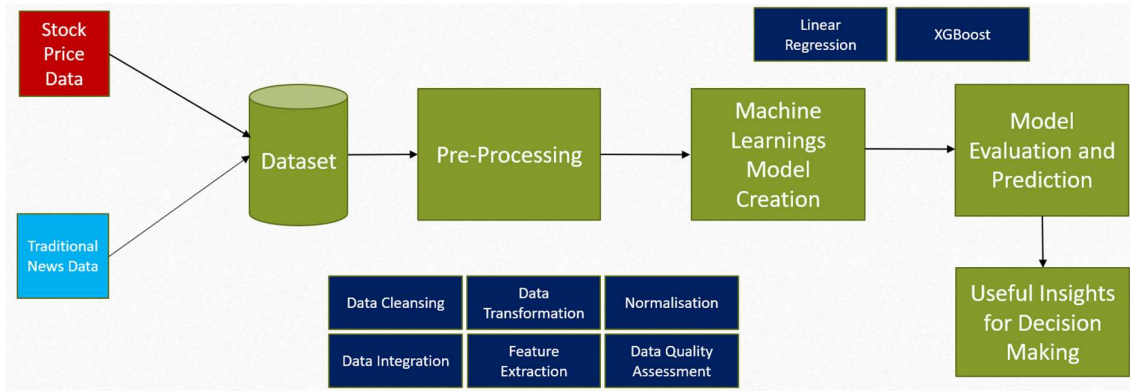 Stock
Price
Data
Linear
Regression
XGBoost
Dataset
Pre-Processing
Machine
Learnings
Model
Creation
Model
Evaluation and
Prediction
Traditional
News Data
Data Cleansing
Data
Transformation
Normalisation
Data Integration
Feature
Extraction
Data Quality
Assessment
Useful Insights
for Decision
Making